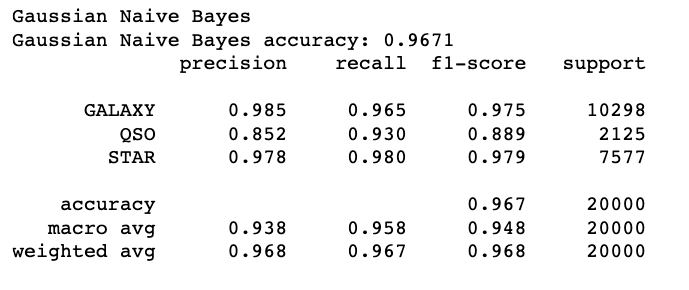 Gaussian Naive Bayes
Gaussian Naive Bayes accuracy: 0.9671
precision recall f1-score support
GALAXY 0.985 0.965 0.975 10298
QSO 0.852 0.930 0.889 2125
STAR 0.978 0.980 0.979 7577
accuracy 0.967 20000
macro avg 0.938 0.958 0.948 20000
weighted avg 0.968 0.967 0.968 20000